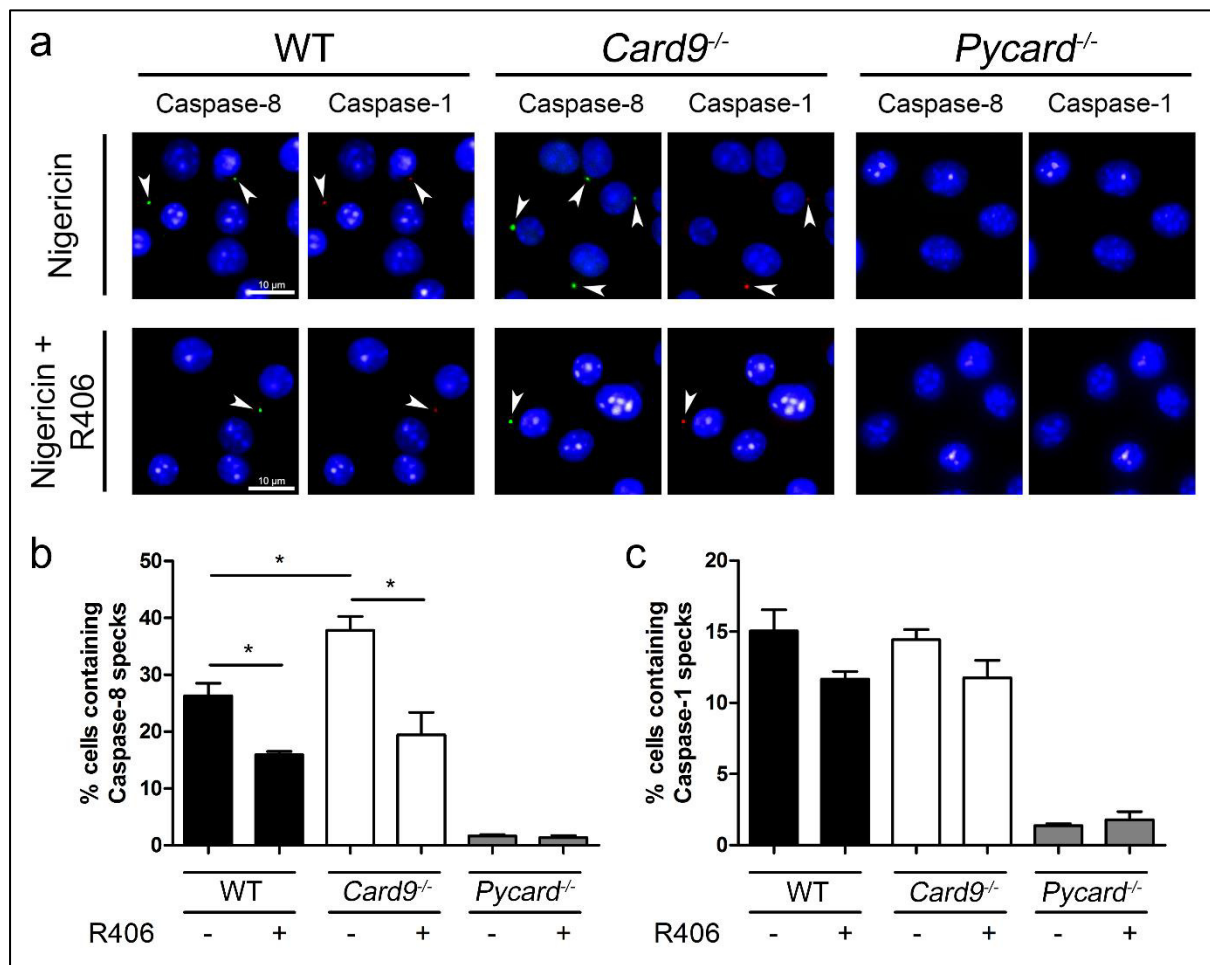 a
WT Card9-/- Pycard-/-
Caspase-8 Caspase-1 Caspase-8 Caspase-1 Caspase-8 Caspase-1
Nigericin
10 µm
Nigericin +
R406
10 µm
b
% cells containing
Caspase-8 specks
50
40
30
20
10
0
* * *
WT Card9-/- Pycard-/-
R406 - + - + - +
c
% cells containing
Caspase-1 specks
20
15
10
5
0
WT Card9-/- Pycard-/-
R406 - + - + - +